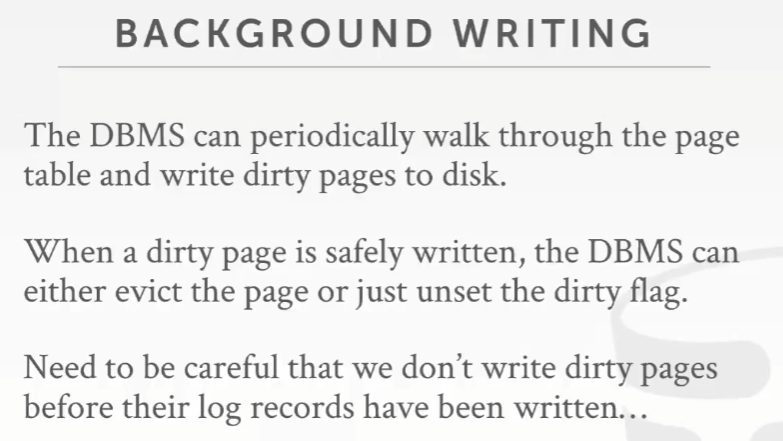 BACKGROUND WRITING
The DBMS can periodically walk through the page
table and write dirty pages to disk.
When a dirty page is safely written, the DBMS can
either evict the page or just unset the dirty flag.
Need to be careful that we don’t write dirty pages
before their log records have been written…